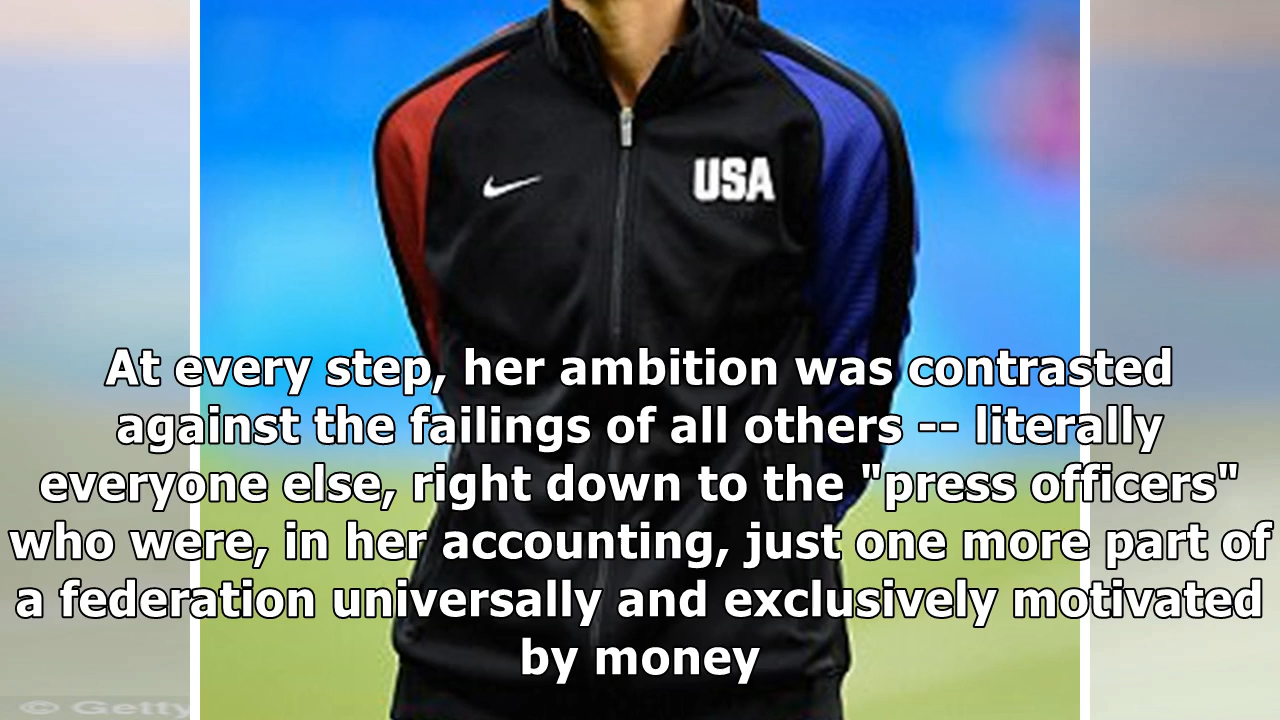 USA
At every step, her ambition was contrasted
against the failings of all others -- literally
everyone else, right down to the "press officers"
who were, in her accounting, just one more part of
a federation universally and exclusively motivated
by money
© Getty